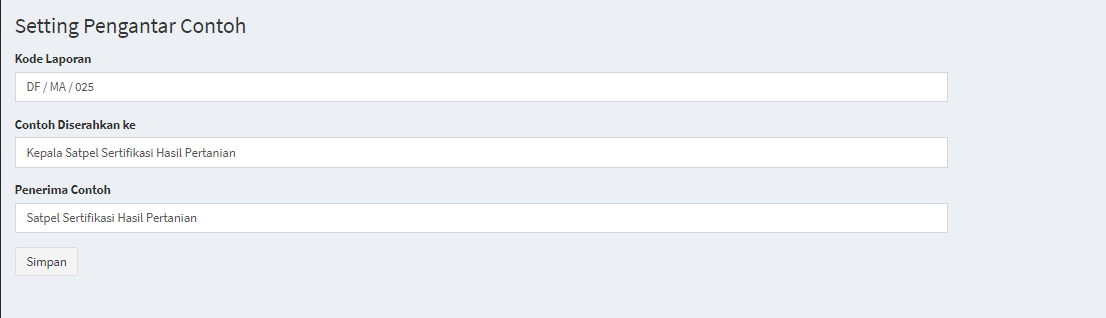 Setting Pengantar Contoh
Kode Laporan
DF / MA / 025
Contoh Diserahkan ke
Kepala Satpel Sertifikasi Hasil Pertanian
Penerima Contoh
Satpel Sertifikasi Hasil Pertanian
Simpan